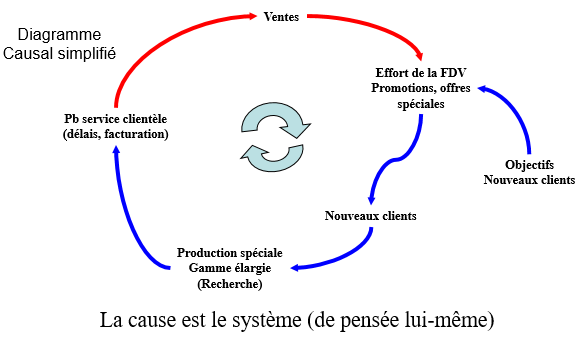 Diagramme
Causal simplifié
Ventes
Effort de la FDV
Promotions, offres
spéciales
Pb service clientèle
(délais, facturation)
Objectifs
Nouveaux clients
Nouveaux clients
Production spéciale
Gamme élargie
(Recherche)
La cause est le système (de pensée lui-même)